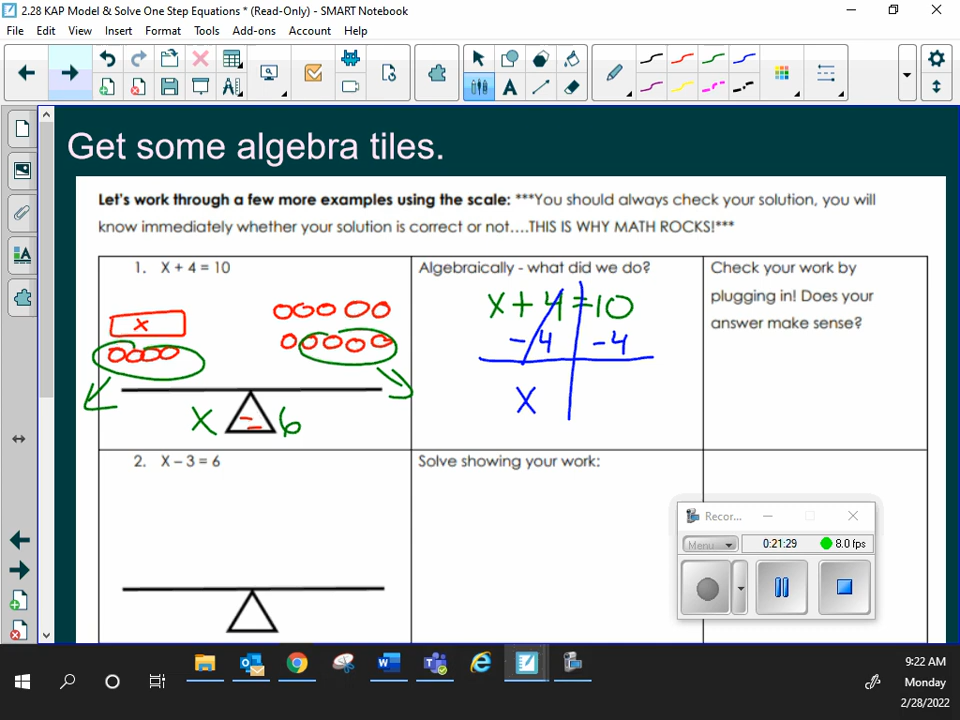 2.28 KAP Model & Solve One Step Equations * (Read-Only) - SMART Notebook
File Edit View Insert Format Tools Add-ons Account Help
Get some algebra tiles.
Let's work through a few more examples using the scale: ***You should always check your solution, you will
know immediately whether your solution is correct or not....THIS IS WHY MATH ROCKS!***
1. X + 4 = 10
x
X = 6
Algebraically - what did we do?
x + 4 = 10
- 4 - 4
x
Check your work by
plugging in! Does your
answer make sense?
2. X – 3 = 6
Solve showing your work:
Recor...
Menu 0:21:29 8.0 fps
9:22 AM
Monday
2/28/2022